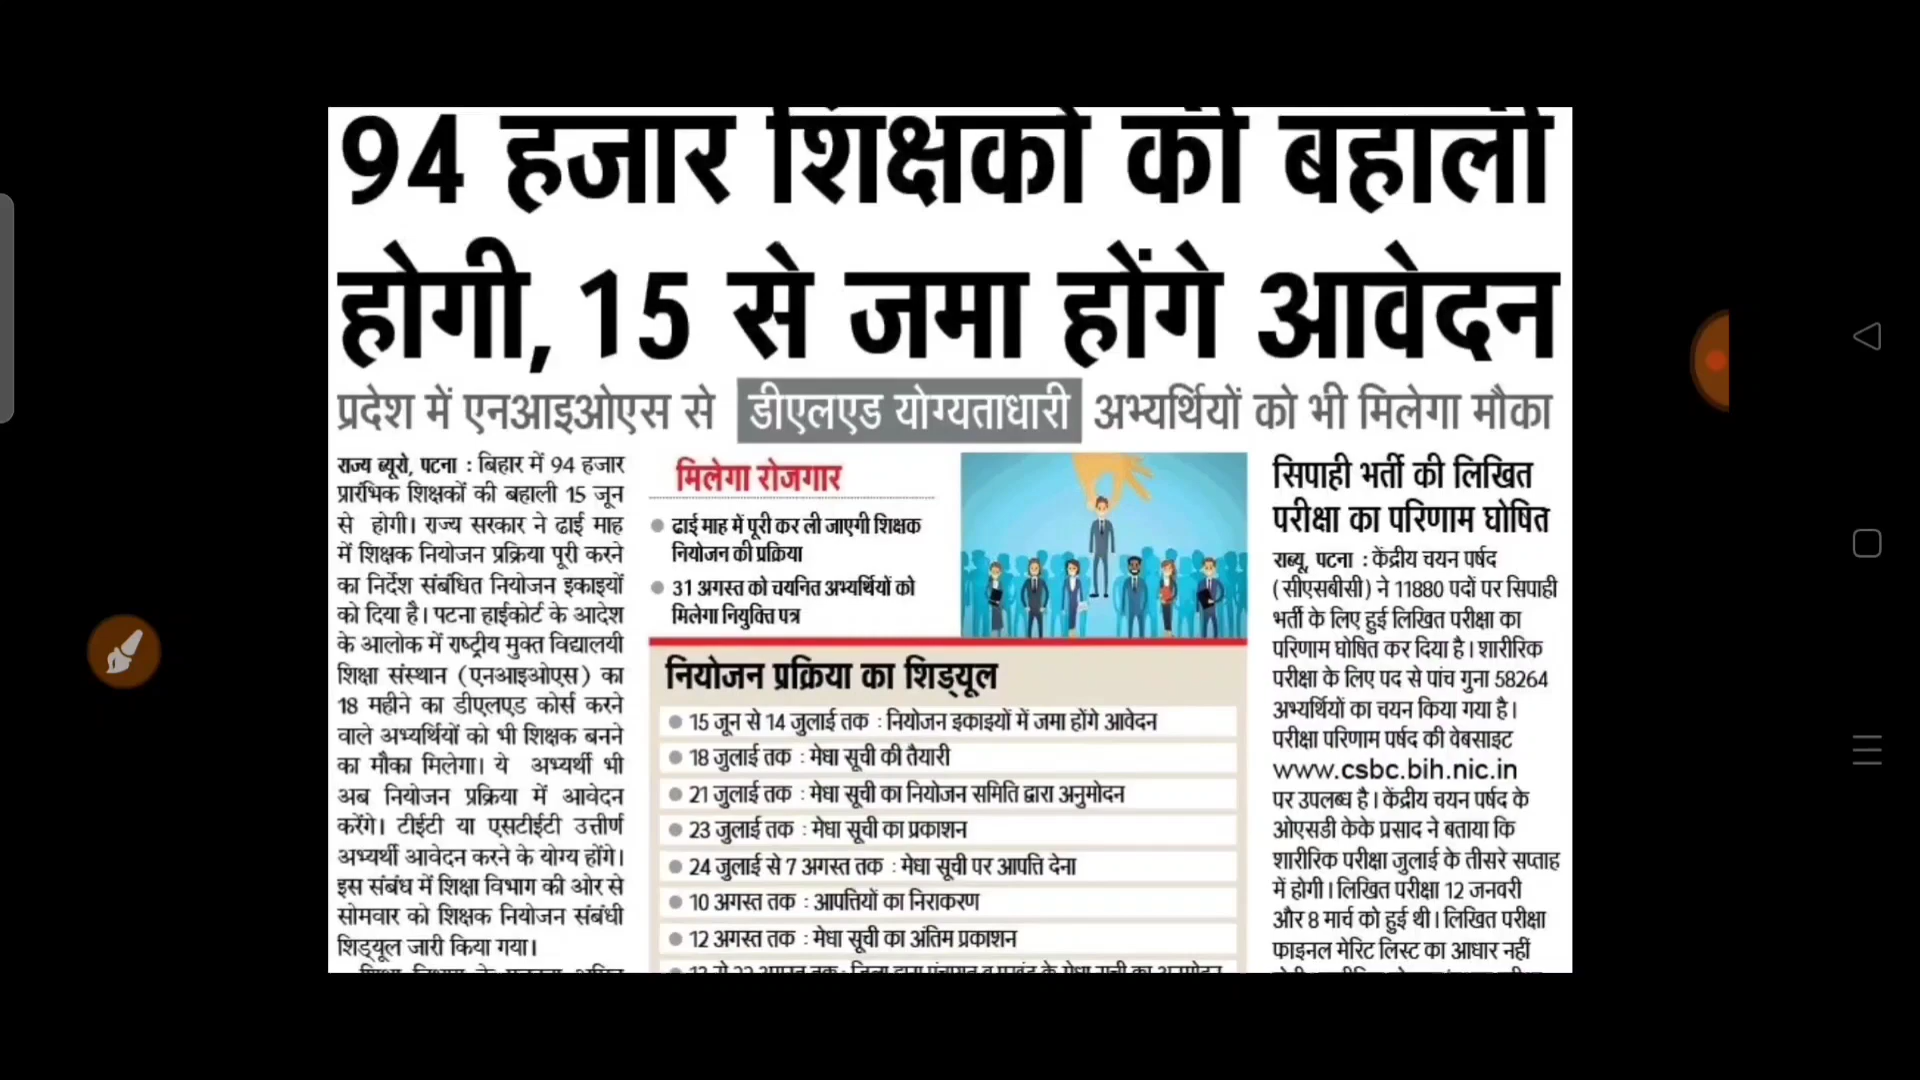 94 हजार शिक्षकों की बहाली
होगी, 15 से जमा होंगे आवेदन
प्रदेश में एनआइओएस से डीएलएड योग्यताधारी अभ्यर्थियों को भी मिलेगा मौका
राज्य ब्यूरो, पटना : बिहार में 94 हजार
प्रारंभिक शिक्षकों की बहाली 15 जून
से होगी। राज्य सरकार ने ढाई माह
में शिक्षक नियोजन प्रक्रिया पूरी करने
का निर्देश संबंधित नियोजन इकाइयों
को दिया है। पटना हाईकोर्ट के आदेश
के आलोक में राष्ट्रीय मुक्त विद्यालयी
शिक्षा संस्थान (एनआइओएस) का
18 महीने का डीएलएड कोर्स करने
वाले अभ्यर्थियों को भी शिक्षक बनने
का मौका मिलेगा। ये अभ्यर्थी भी
अब नियोजन प्रक्रिया में आवेदन
करेंगे। टीईटी या एसटीईटी उत्तीर्ण
अभ्यर्थी आवेदन करने के योग्य होंगे।
इस संबंध में शिक्षा विभाग की ओर से
सोमवार को शिक्षक नियोजन संबंधी
शिड्यूल जारी किया गया।
मिलेगा रोजगार
ढाई माह में पूरी कर ली जाएगी शिक्षक
नियोजन की प्रक्रिया
31 अगस्त को चयनित अभ्यर्थियों को
मिलेगा नियुक्ति पत्र
नियोजन प्रक्रिया का शिड्यूल
15 जून से 14 जुलाई तक : नियोजन इकाइयों में जमा होंगे आवेदन
18 जुलाई तक : मेधा सूची की तैयारी
21 जुलाई तक : मेधा सूची का नियोजन समिति द्वारा अनुमोदन
23 जुलाई तक : मेधा सूची का प्रकाशन
24 जुलाई से 7 अगस्त तक : मेधा सूची पर आपत्ति देना
10 अगस्त तक : आपत्तियों का निराकरण
12 अगस्त तक : मेधा सूची का अंतिम प्रकाशन
सिपाही भर्ती की लिखित
परीक्षा का परिणाम घोषित
राब्यू, पटना : केंद्रीय चयन पर्षद
(सीएसबीसी) ने 11880 पदों पर सिपाही
भर्ती के लिए हुई लिखित परीक्षा का
परिणाम घोषित कर दिया है। शारीरिक
परीक्षा के लिए पद से पांच गुना 58264
अभ्यर्थियों का चयन किया गया है।
परीक्षा परिणाम पर्षद की वेबसाइट
www.csbc.bih.nic.in
पर उपलब्ध है। केंद्रीय चयन पर्षद के
ओएसडी केके प्रसाद ने बताया कि
शारीरिक परीक्षा जुलाई के तीसरे सप्ताह
में होगी। लिखित परीक्षा 12 जनवरी
और 8 मार्च को हुई थी। लिखित परीक्षा
फाइनल मेरिट लिस्ट का आधार नहीं